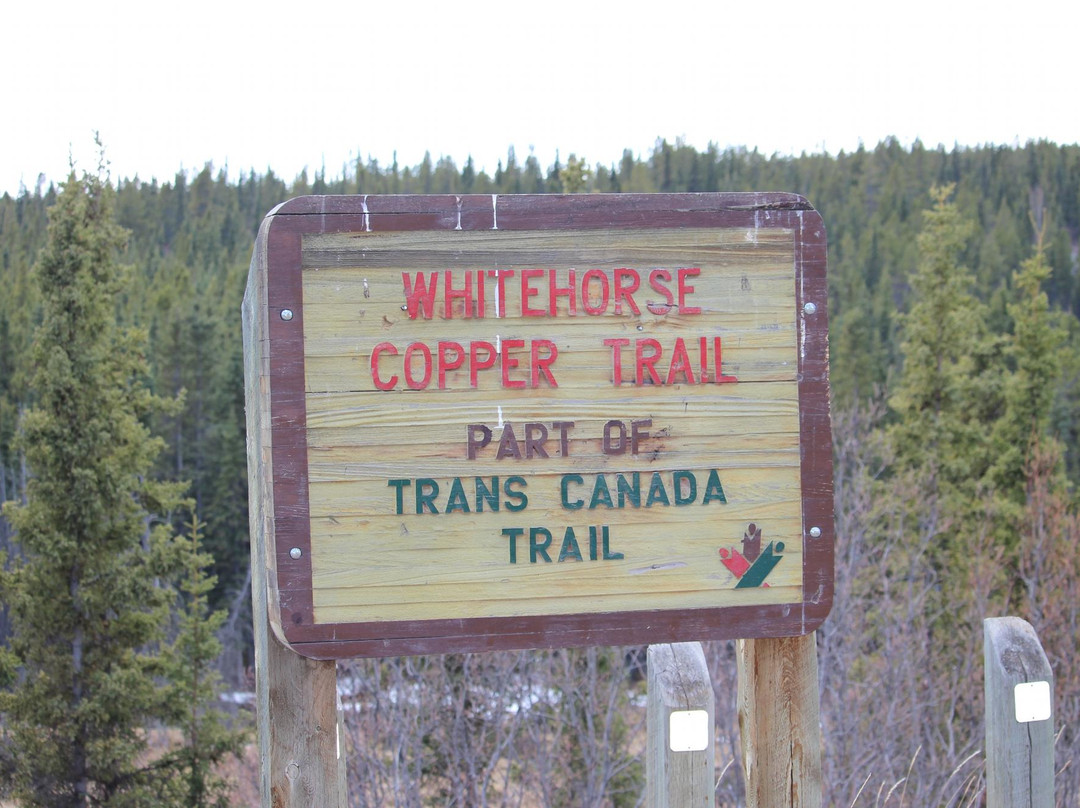 WHITEHORSE
COPPER TRAIL
PART OF
TRANS CANADA
TRAIL